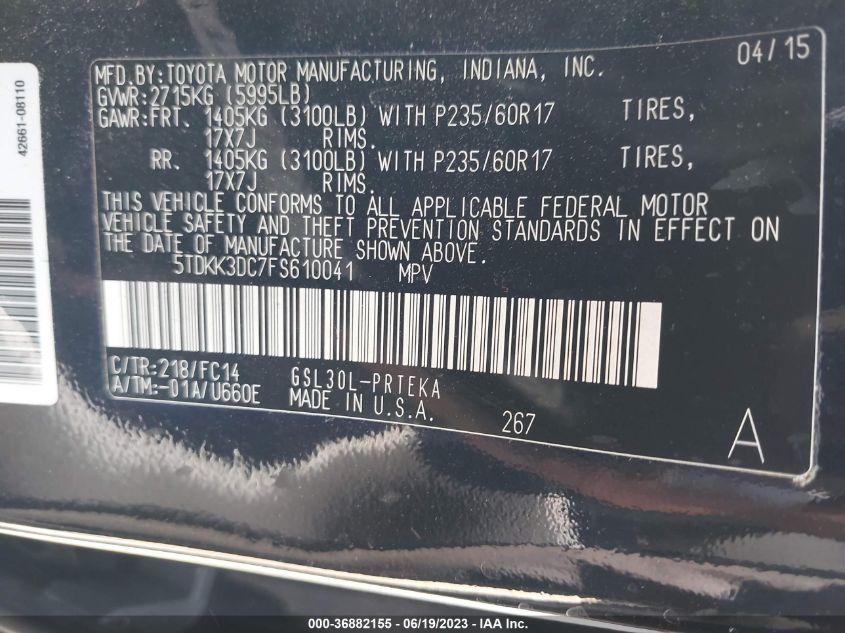 42661-08110
04/15
MFD.BY:TOYOTA MOTOR MANUFACTURING, INDIANA, INC.
GVWR:2715KG (5995LB)
GAWR:FRT. 1405KG (3100LB) WITH P235/60R17 TIRES,
17X7J RIMS.
RR. 1405KG (3100LB) WITH P235/60R17 TIRES,
17X7J RIMS.
THIS VEHICLE CONFORMS TO ALL APPLICABLE FEDERAL MOTOR
VEHICLE SAFETY AND THEFT PREVENTION STANDARDS IN EFFECT ON
THE DATE OF MANUFACTURE SHOWN ABOVE.
5TDKK3DC7FS610041 MPV
C/TR:218/FC14 GSL30L-PRTEKA
A/TM:-01A/U660E MADE IN U.S.A.
267
A
000-36882155 - 06/19/2023 - IAAI.com